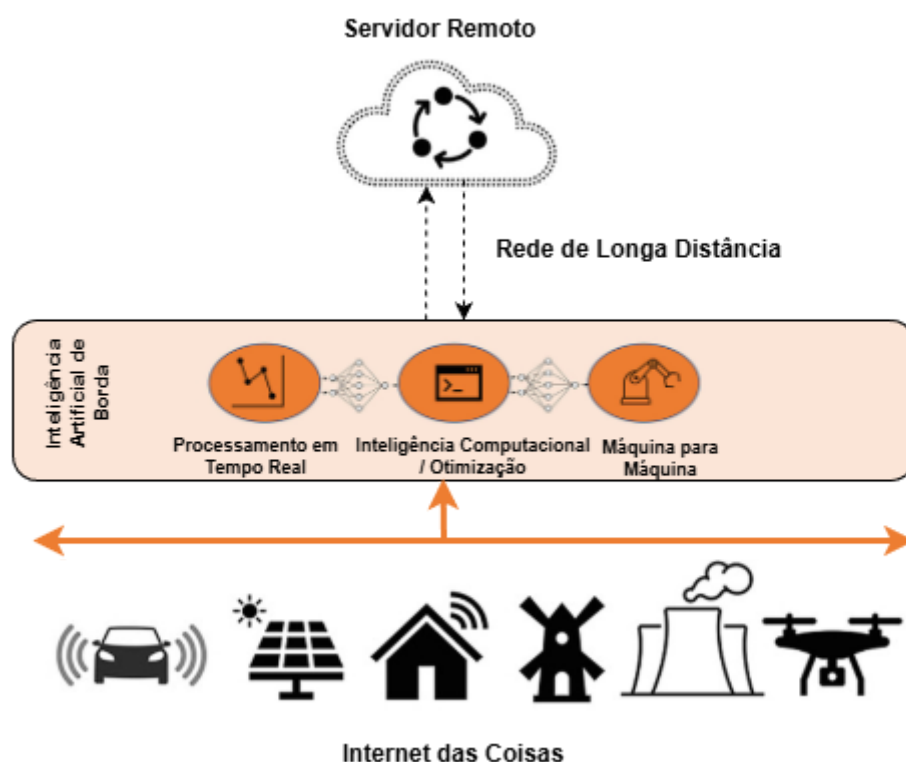 Servidor Remoto
Rede de Longa Distância
Inteligência
Artificial de
Borda
Processamento em
Tempo Real
Inteligência Computacional
/ Otimização
Máquina para
Máquina
Internet das Coisas